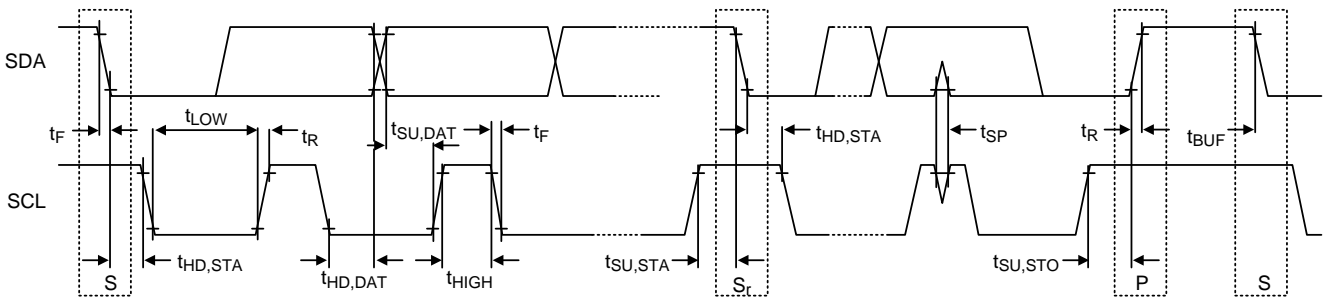 SDA
tF
tLOW
tR
tSU,DAT
tF
tHD,STA
tSP
tR
tBUF
SCL
tHD,STA
tHD,DAT
tHIGH
tSU,STA
tSU,STO
S
Sr
P
S